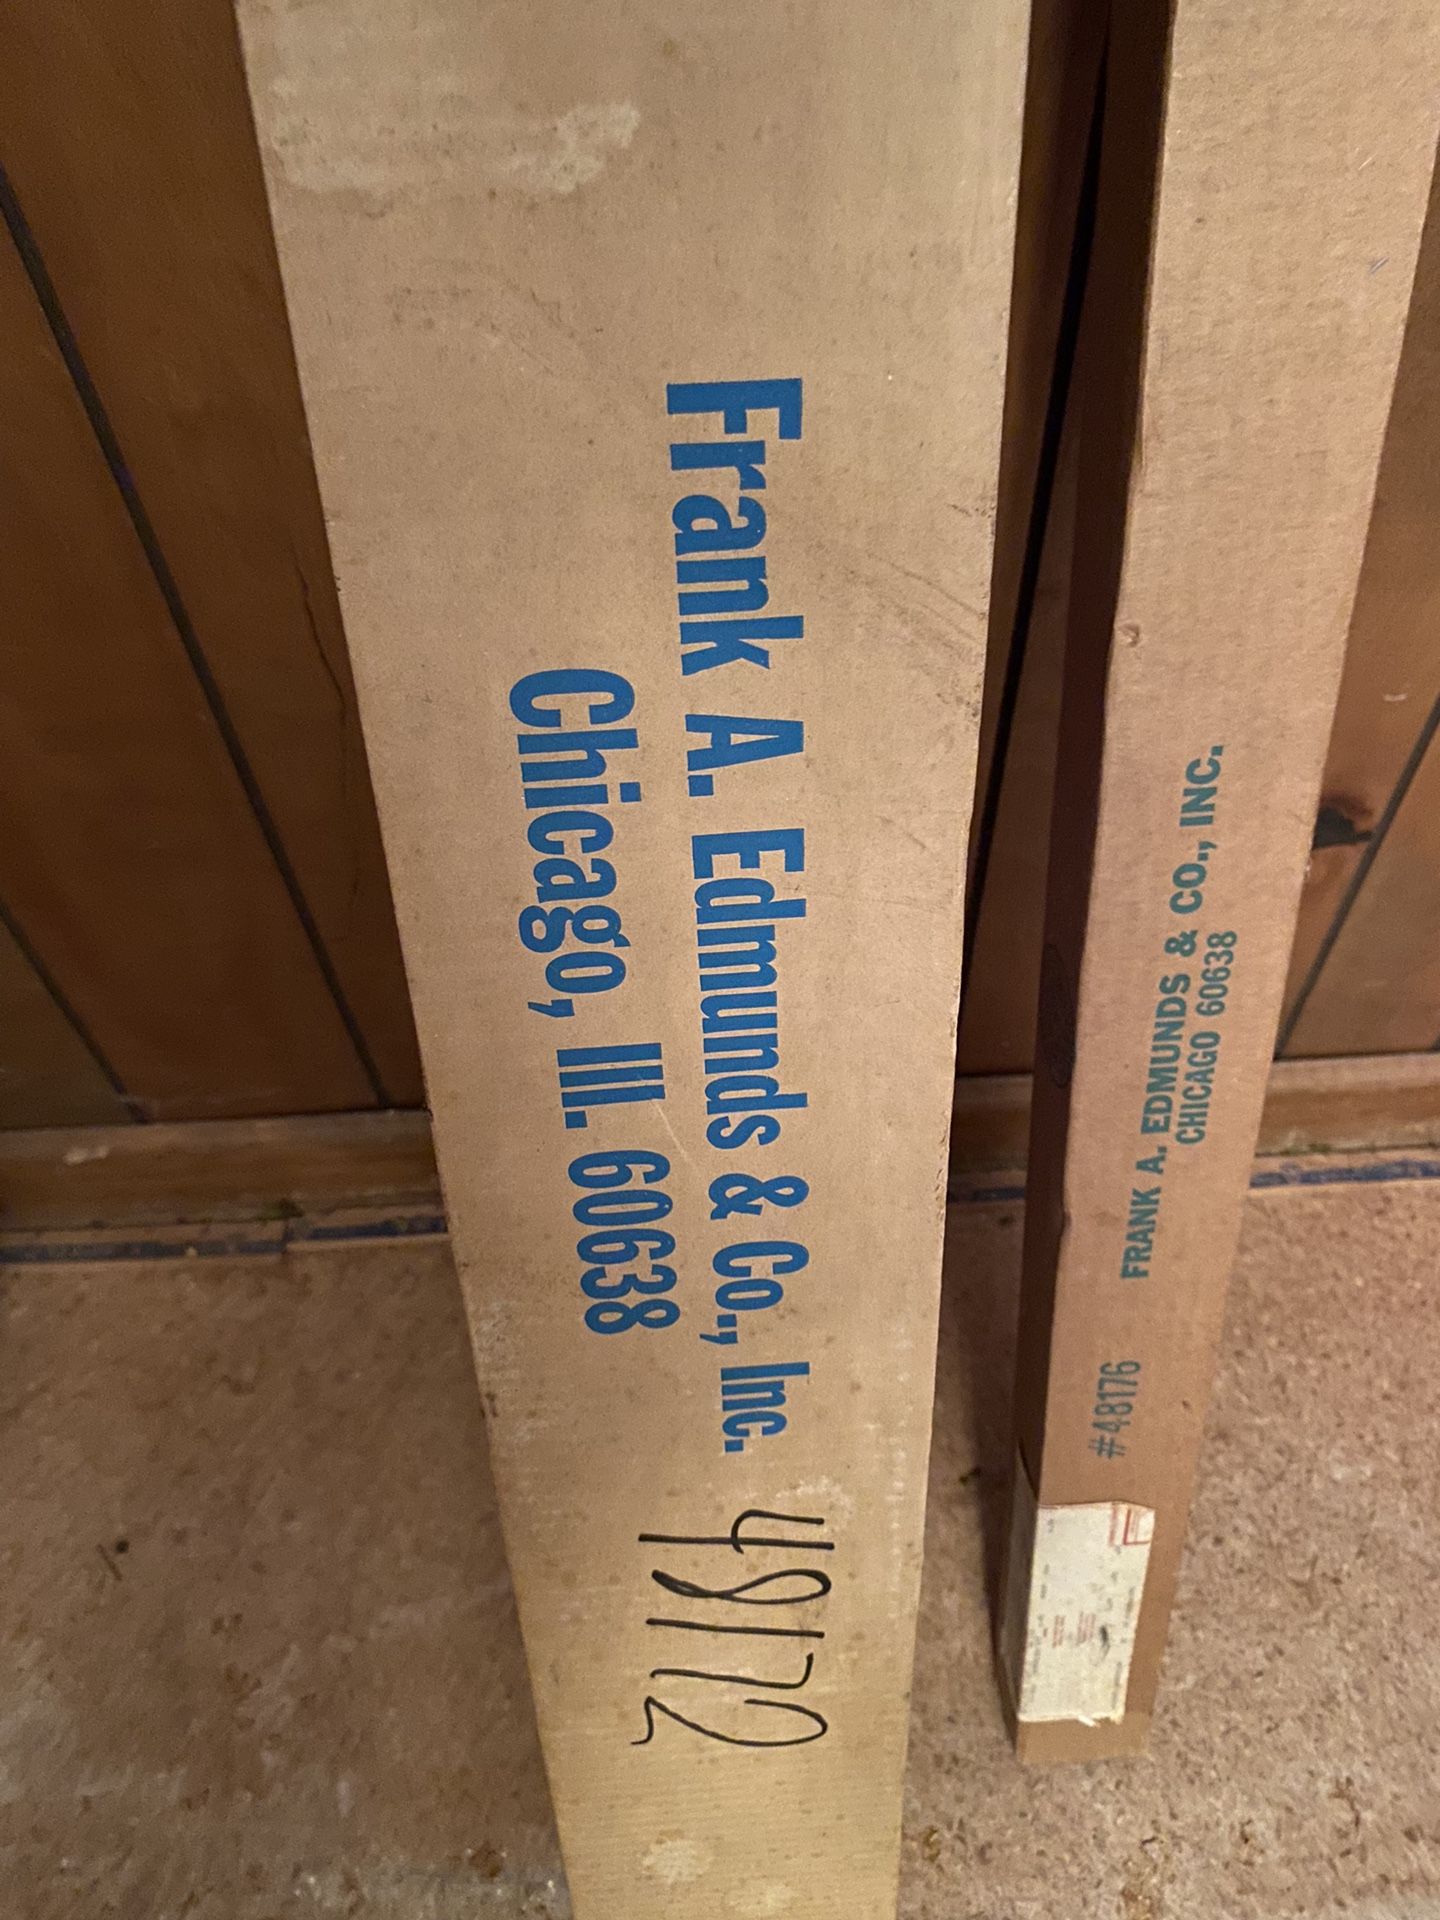 Frank A. Edmunds & Co., Inc.
Chicago, Ill. 60638
48172
FRANK A. EDMUNDS & CO., INC.
CHICAGO 60638
#48176